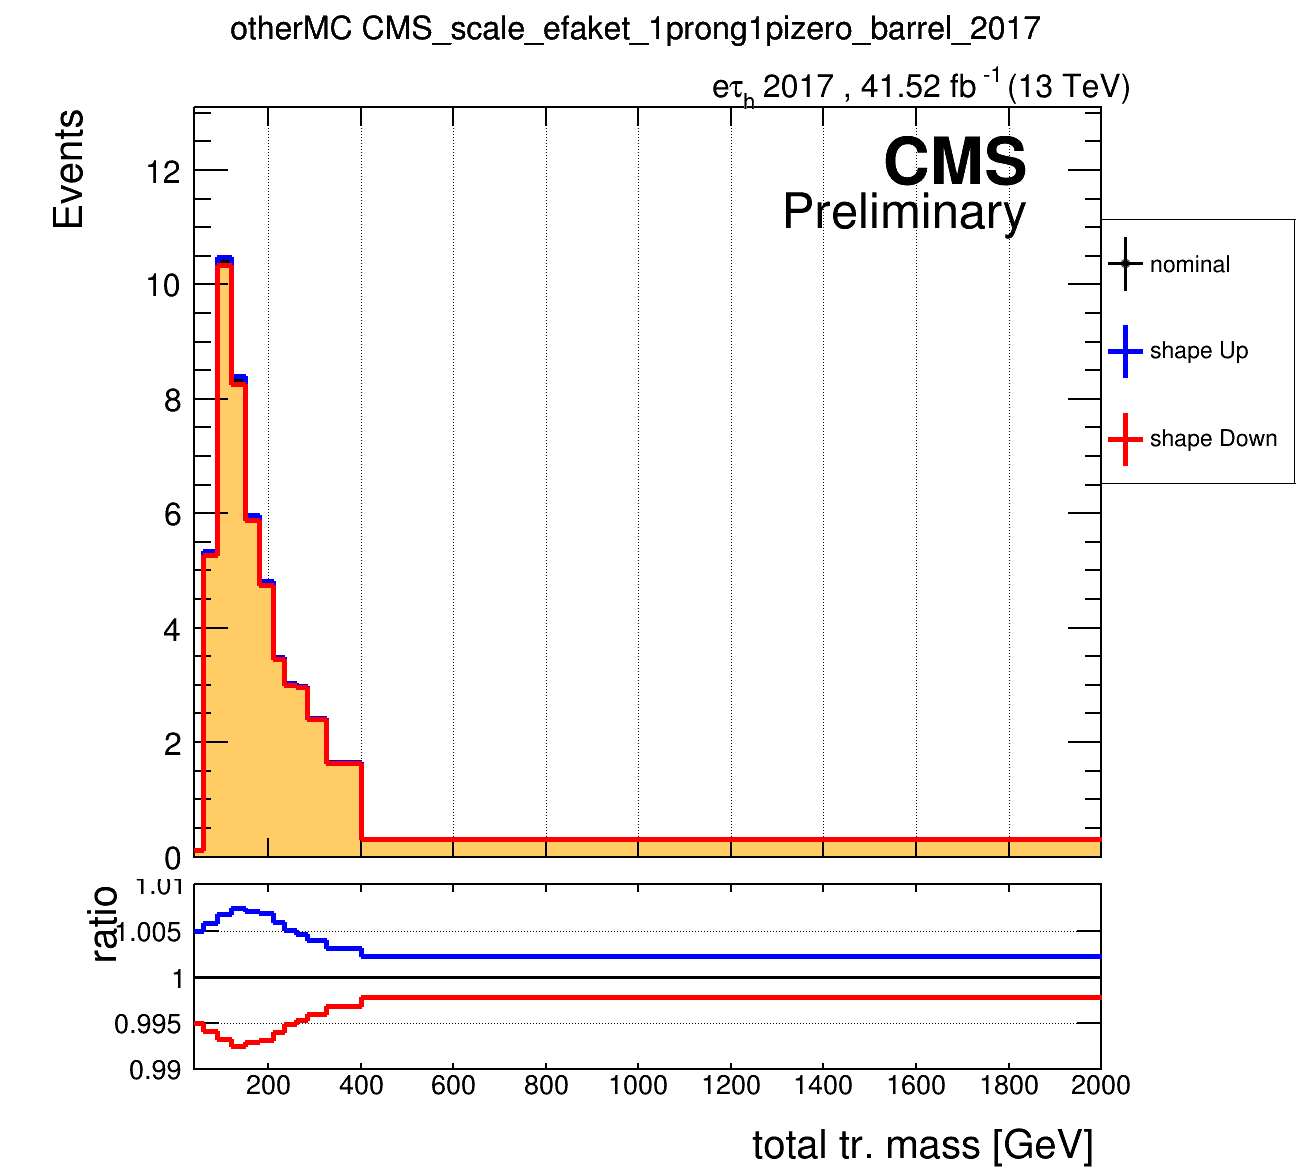 otherMC CMS_scale_efaket_1prong1pizero_barrel_2017
eτh 2017 , 41.52 fb -1 (13 TeV)
Events
CMS
Preliminary
12
10
8
6
4
2
0
nominal
shape Up
shape Down
ratio
1.01
1.005
1
0.995
0.99
200 400 600 800 1000 1200 1400 1600 1800 2000
total tr. mass [GeV]